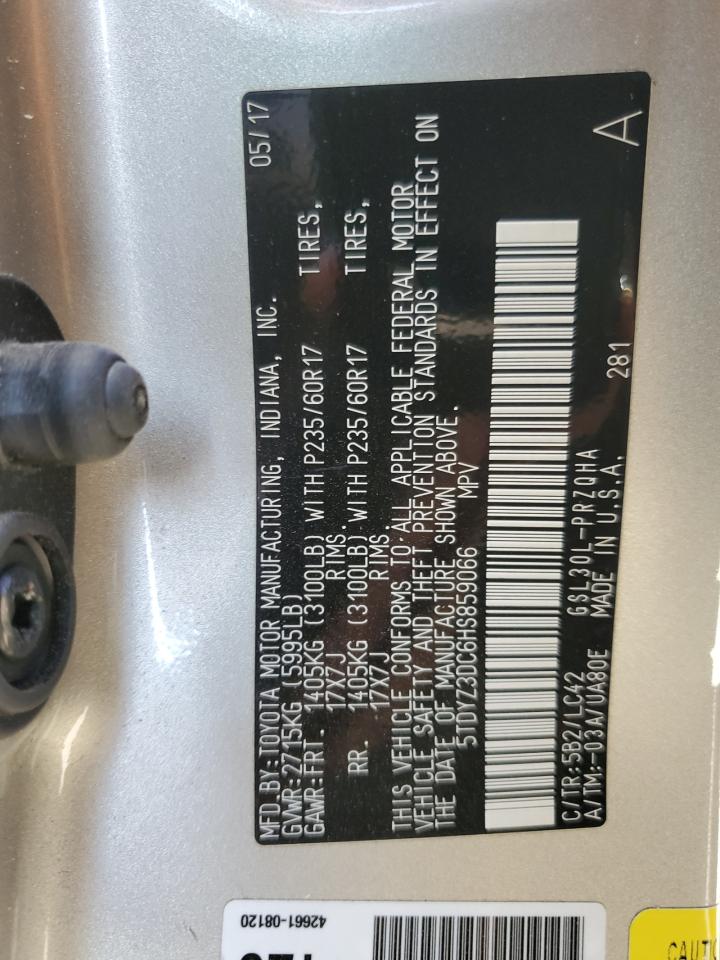 MFD BY:TOYOTA MOTOR MANUFACTURING, INDIANA, INC. 05/17
GVWR:2715KG (5995LB)
GAWR:FRT. 1405KG (3100LB) WITH P235/60R17 TIRES,
17X7J RIMS.
RR. 1405KG (3100LB) WITH P235/60R17 TIRES,
17X7J RIMS.
THIS VEHICLE CONFORMS TO ALL APPLICABLE FEDERAL MOTOR
VEHICLE SAFETY AND THEFT PREVENTION STANDARDS IN EFFECT ON
THE DATE OF MANUFACTURE SHOWN ABOVE.
5TDYZ3DC6HS859066 MPV
C/TR:5B2/LC42 GSL30L-PRZQHA
A/TM:-03A/UA80E MADE IN U.S.A. 281 A
42661-08120
CAUTI